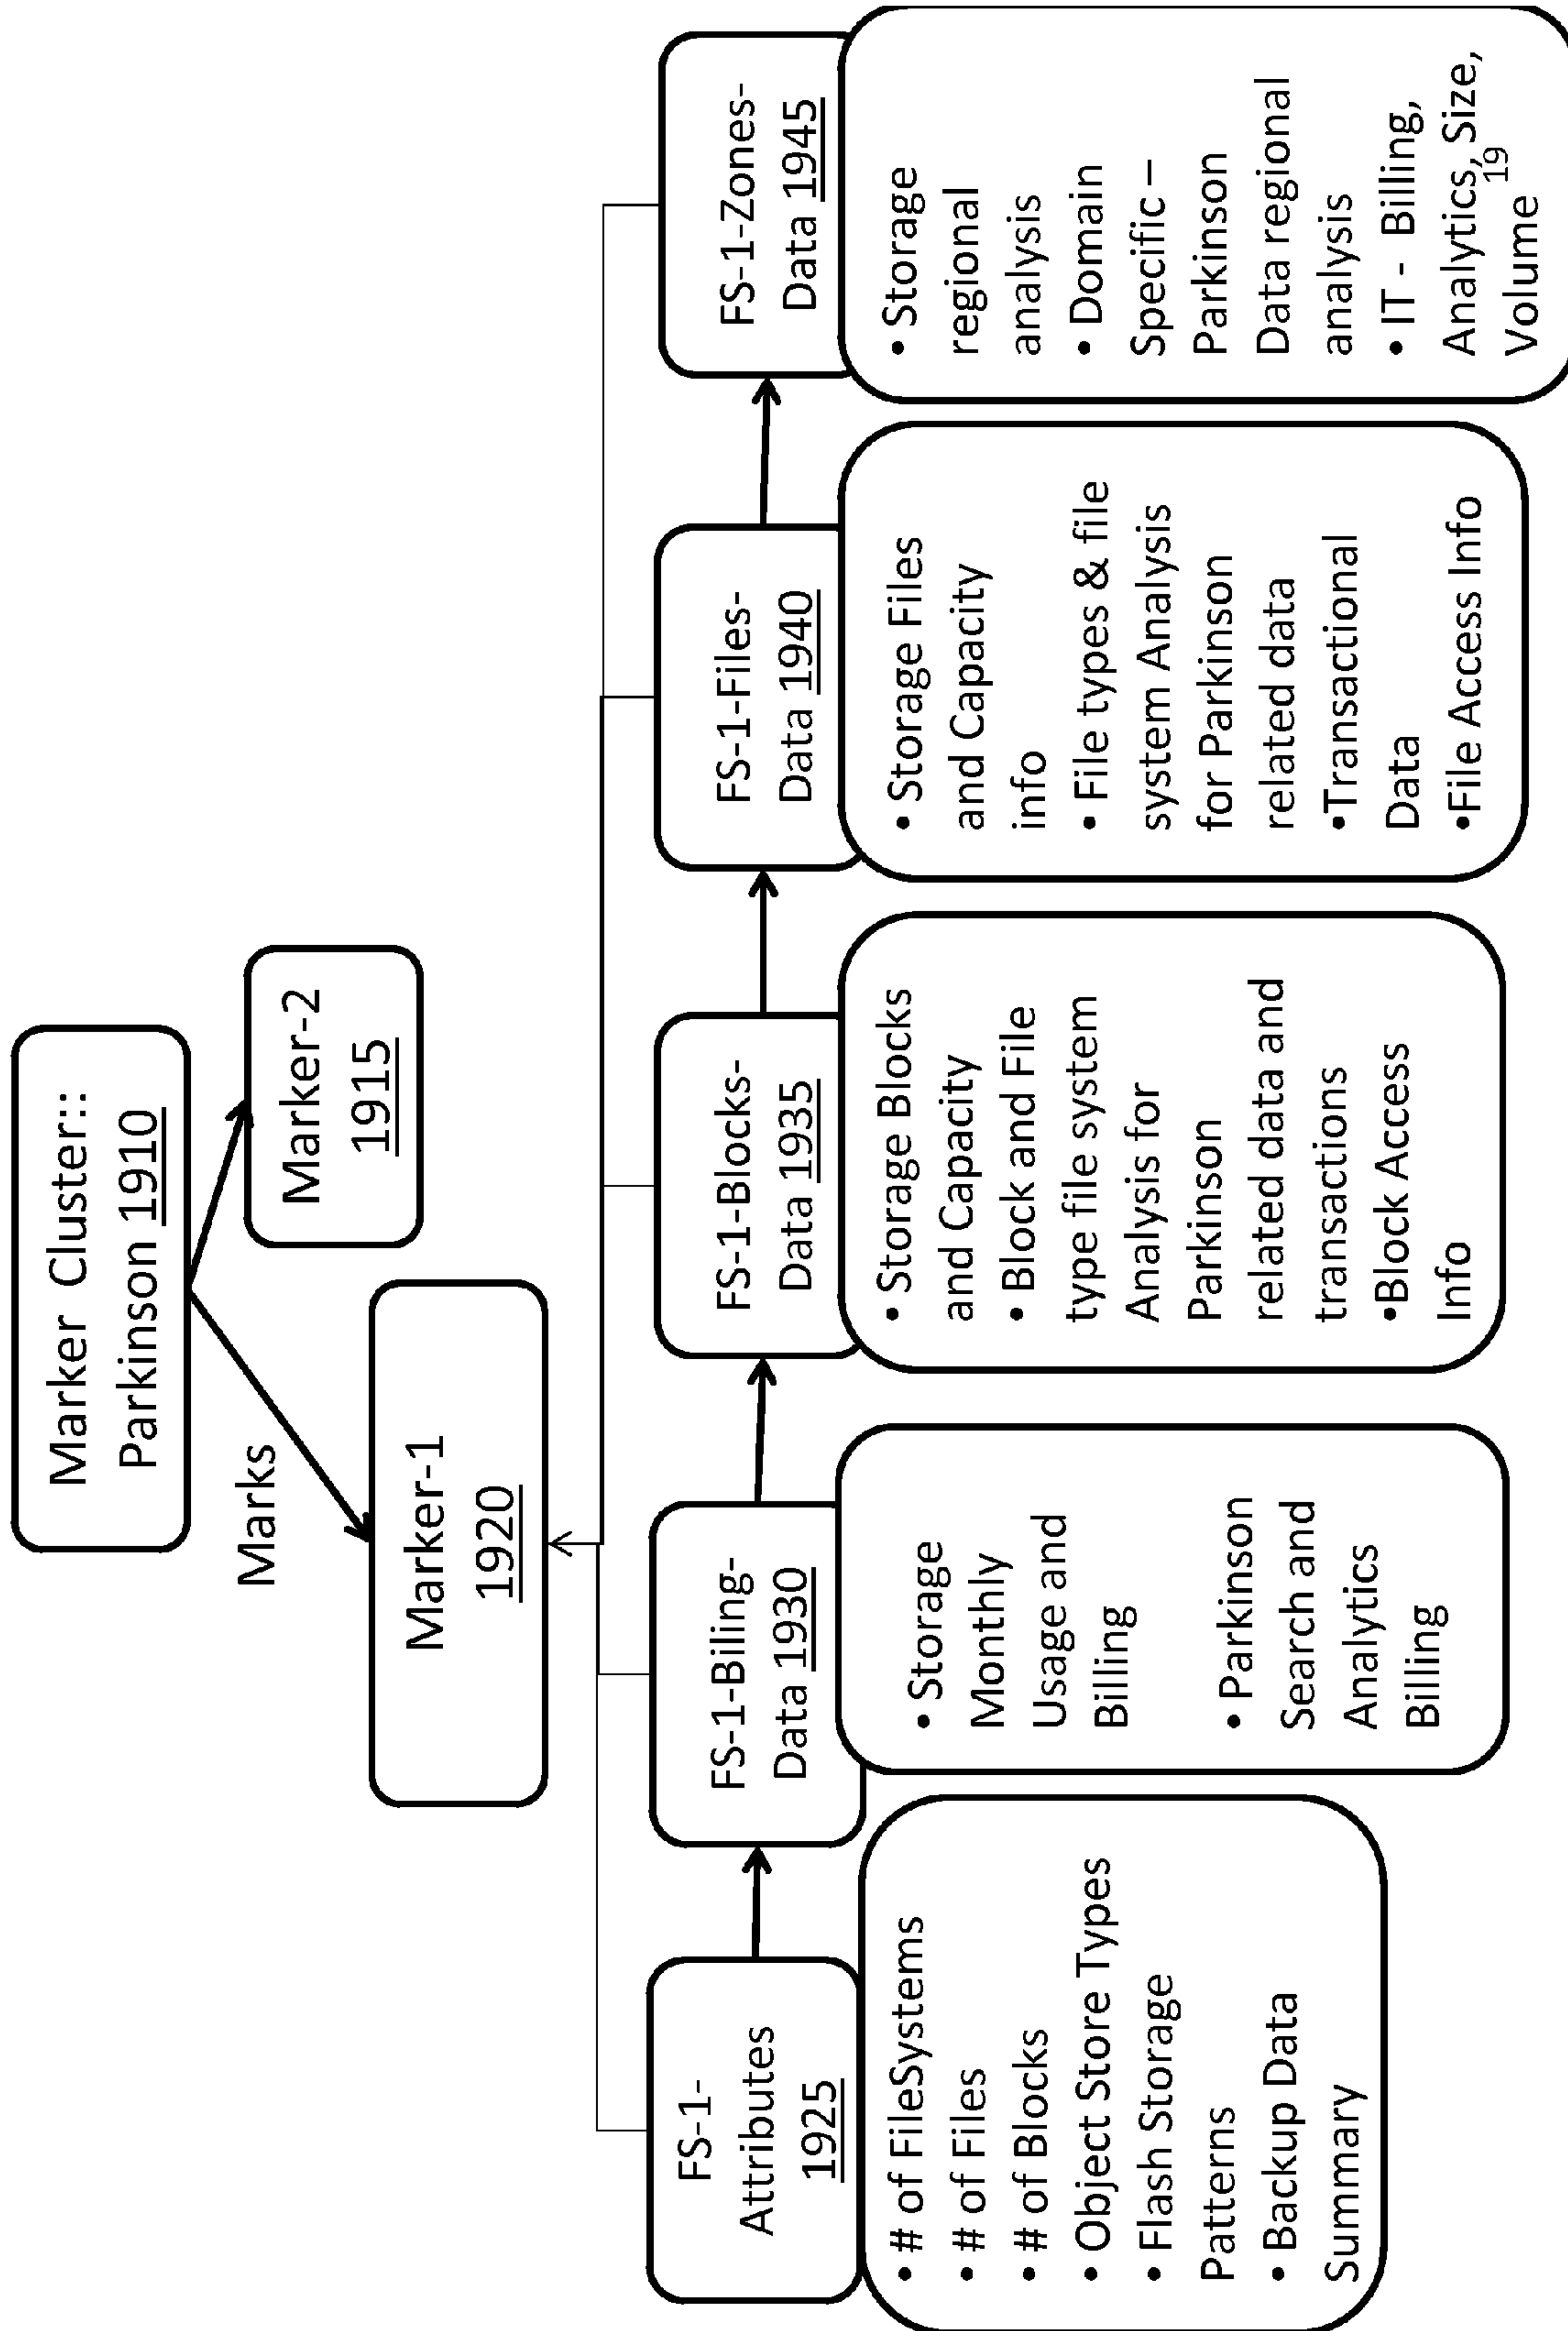 Marker Cluster:::
Parkinson 1910
Marks
Marker-2
1915
Marker-1
1920
FS-1-
Attributes
1925
• # of FileSystems
• # of Files
• # of Blocks
• Object Store Types
• Flash Storage
Patterns
• Backup Data
Summary
FS-1-Biling-
Data 1930
• Storage
Monthly
Usage and
Billing
• Parkinson
Search and
Analytics
Billing
FS-1-Blocks-
Data 1935
• Storage Blocks
and Capacity
• Block and File
type file system
Analysis for
Parkinson
related data and
transactions
•Block Access
Info
FS-1-Files-
Data 1940
• Storage Files
and Capacity
info
• File types & file
system Analysis
for Parkinson
related data
•Transactional
Data
•File Access Info
FS-1-Zones-
Data 1945
• Storage
regional
analysis
• Domain
Specific –
Parkinson
Data regional
analysis
• IT - Billing,
Analytics, Size,
Volume
19